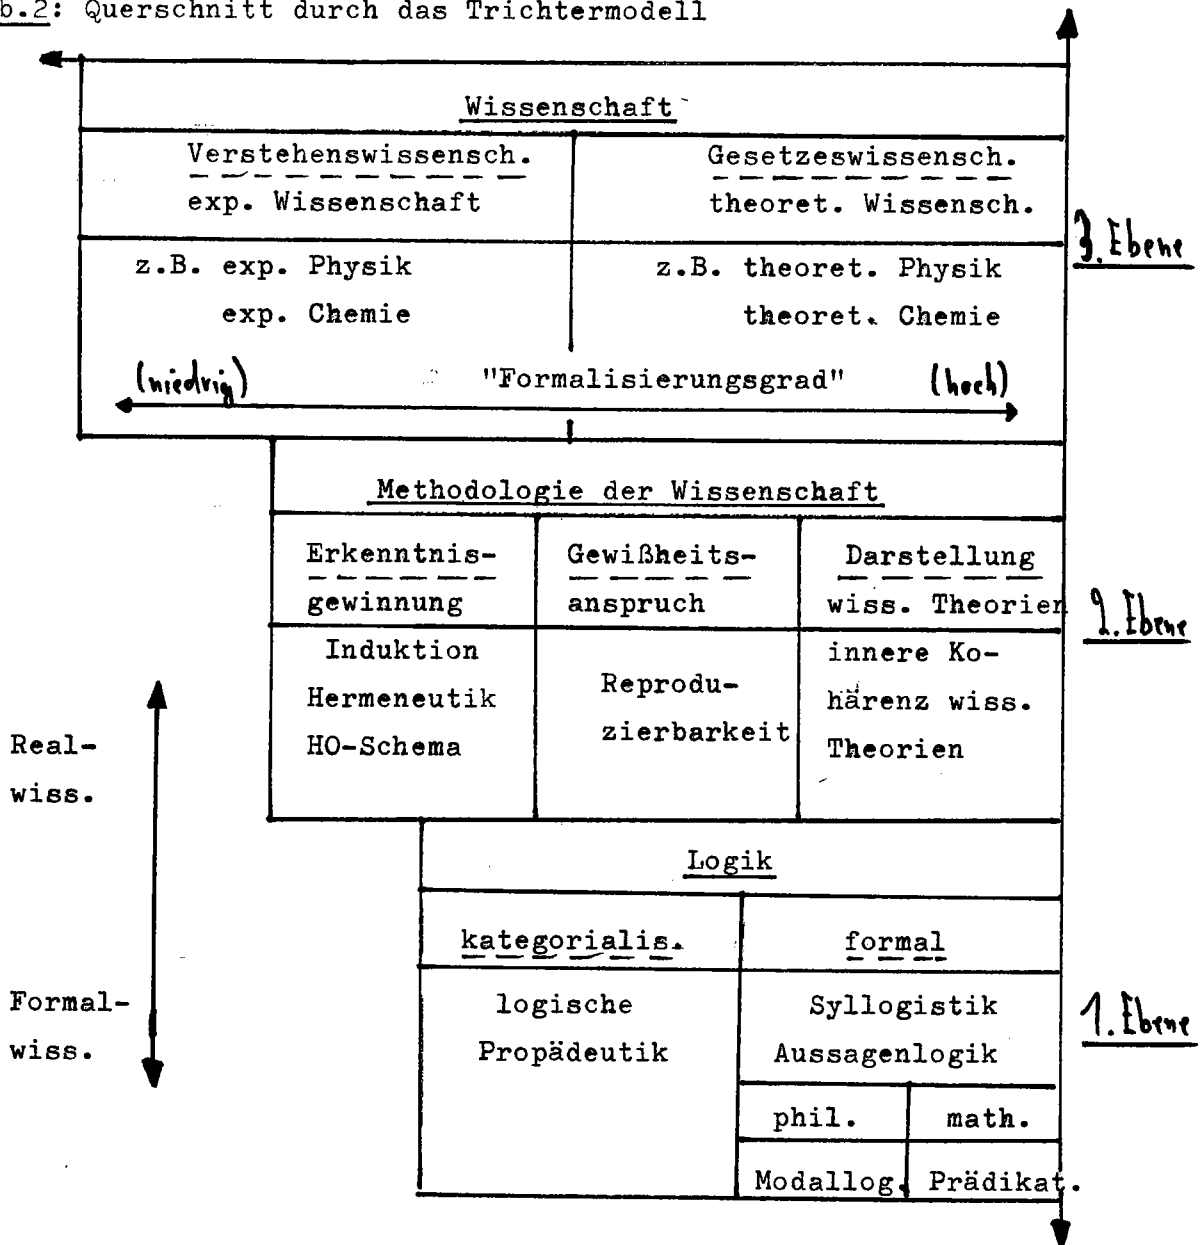 b.2: Querschnitt durch das Trichtermodell
Wissenschaft
Verstehenswissensch. Gesetzeswissensch.
exp. Wissenschaft theoret. Wissensch.
3. Ebene
z.B. exp. Physik z.B. theoret. Physik
exp. Chemie theoret. Chemie
(niedrig) "Formalisierungsgrad" (hoch)
Methodologie der Wissenschaft
Erkenntnis- Gewißheits- Darstellung
gewinnung anspruch wiss. Theorien
2. Ebene
Induktion innere Ko-
Hermeneutik Reprodu- härenz wiss.
HO-Schema zierbarkeit Theorien
Real-
wiss.
Logik
kategorialis. formal
Formal- logische Syllogistik 1. Ebene
wiss. Propädeutik Aussagenlogik
phil. math.
Modallog. Prädikat.